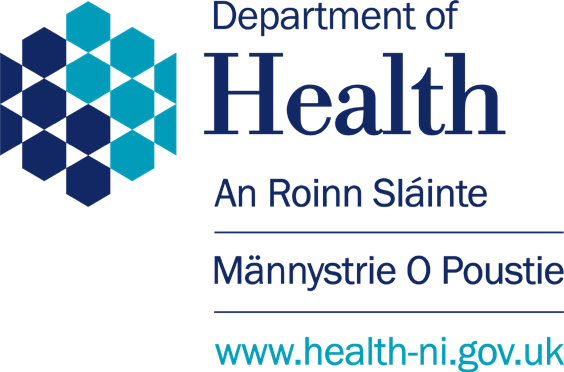 Department of
Health
An Roinn Sláinte
Männystrie O Poustie
www.health-ni.gov.uk